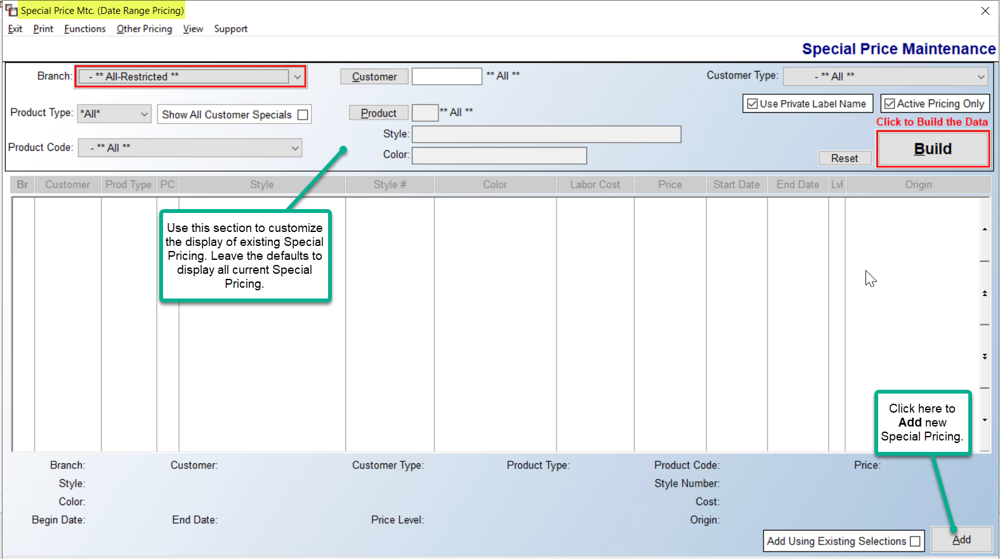 Special Price Mtc. (Date Range Pricing)
Exit Print Functions Other Pricing View Support
Special Price Maintenance
Branch: - ** All-Restricted ** Customer ** All ** Customer Type: - ** All **
Use Private Label Name Active Pricing Only
Product Type: *All* Show All Customer Specials Product ** All **
Click to Build the Data
Style:
Product Code: - ** All ** Color: Reset Build
Br Customer Prod Type PC Style Style # Color Labor Cost Price Start Date End Date Lvl Origin
Use this section to customize
the display of existing Special
Pricing. Leave the defaults to
display all current Special
Pricing.
Click here to
Add new
Special Pricing.
Branch: Customer: Customer Type: Product Type: Product Code: Price:
Style: Style Number:
Color: Cost:
Begin Date: End Date: Price Level: Origin:
Add Using Existing Selections Add